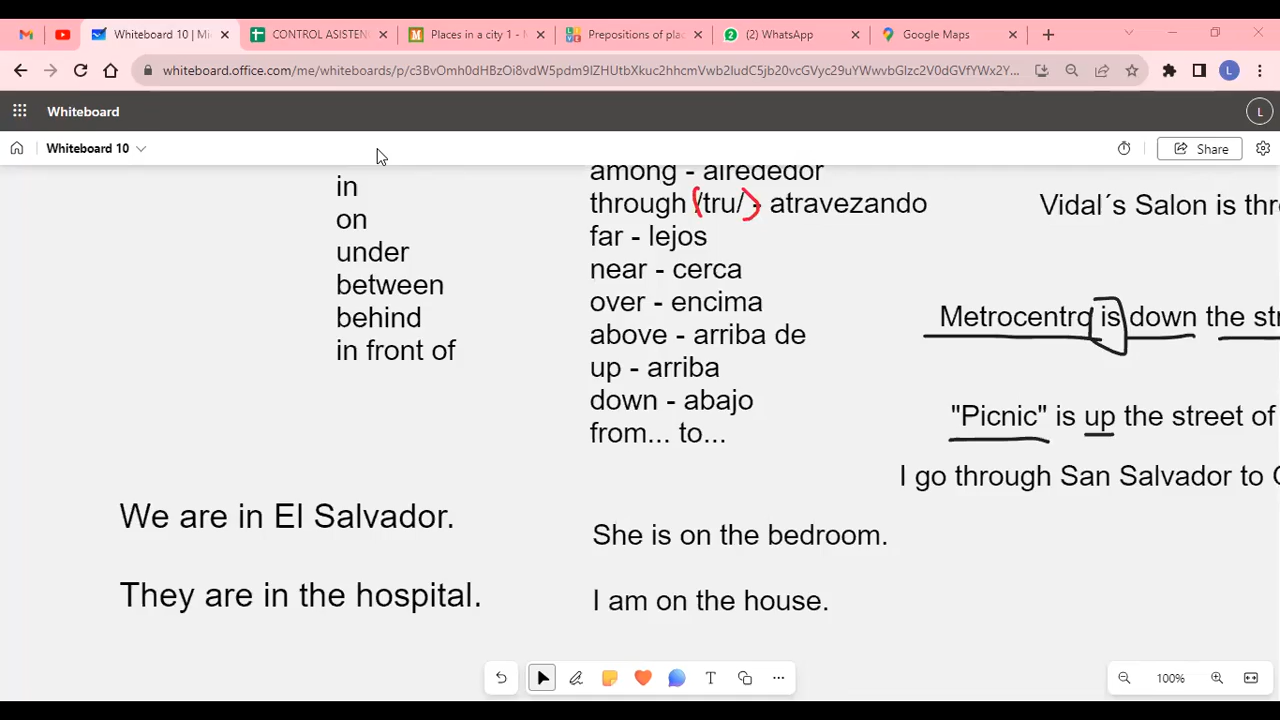 Whiteboard 10 | Mi
CONTROL ASISTEN
Places in a city 1 - 
Prepositions of pla
(2) WhatsApp
Google Maps
L
Whiteboard
L
Whiteboard 10
Share
in
on
under
between
behind
in front of
among - alrededor
through /tru/ - atravezando
far - lejos
near - cerca
over - encima
above - arriba de
up - arriba
down - abajo
from... to...
Vidal´s Salon is thr
Metrocentro is down the st
"Picnic" is up the street of
I go through San Salvador to
We are in El Salvador.
They are in the hospital.
She is on the bedroom.
I am on the house.
T
100%